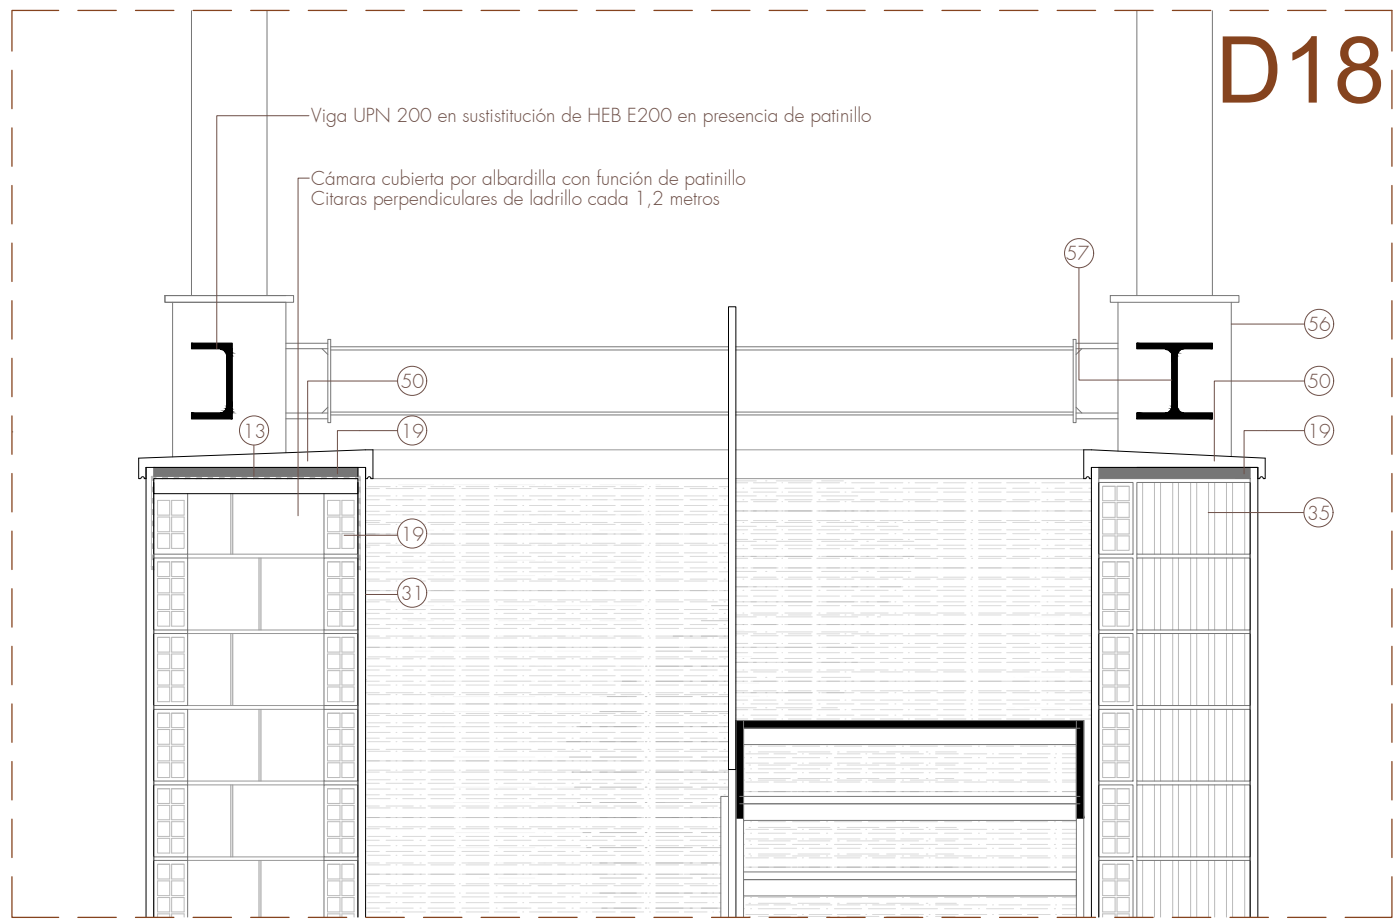 D18
Viga UPN 200 en sustistitución de HEB E200 en presencia de patinillo
Cámara cubierta por albardilla con función de patinillo
Citaras perpendiculares de ladrillo cada 1,2 metros
57
56
50
50
13
19
19
35
19
31